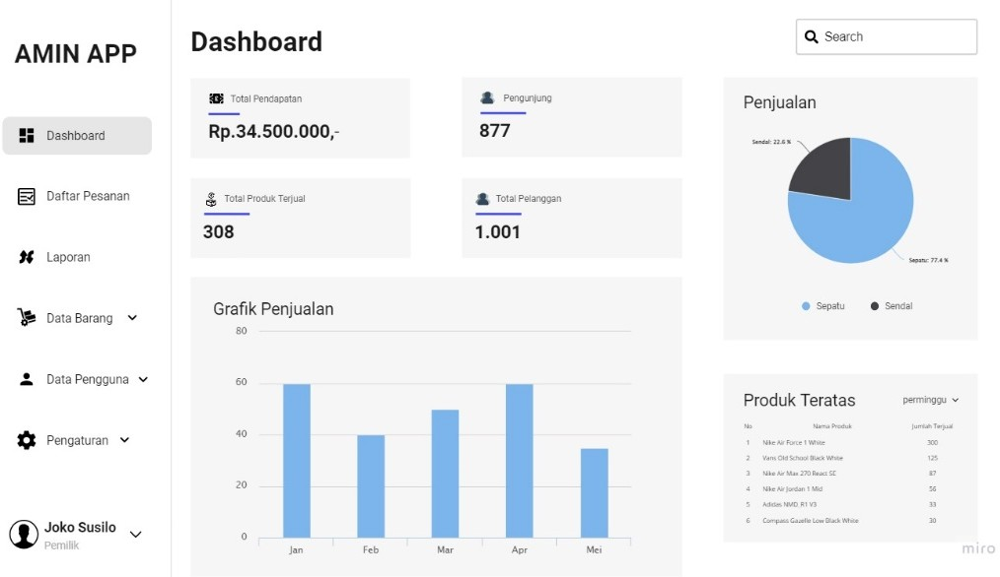 AMIN APP
Dashboard
Daftar Pesanan
Laporan
Data Barang
Data Pengguna
Pengaturan
Joko Susilo
Pemilik
Dashboard
Search
Total Pendapatan
Rp.34.500.000,-
Pengunjung
877
Total Produk Terjual
308
Total Pelanggan
1.001
Grafik Penjualan
80
60
40
20
0
Jan Feb Mar Apr Mei
Penjualan
Sendal: 22.6 %
Sepatu: 77.4 %
Sepatu Sendal
Produk Teratas perminggu
No Nama Produk Jumlah Terjual
1 Nike Air Force 1 White 300
2 Vans Old School Black White 125
3 Nike Air Max 270 React SE 87
4 Nike Air Jordan 1 Mid 56
5 Adidas NMD_R1 V3 33
6 Compass Gazelle Low Black White 30
miro